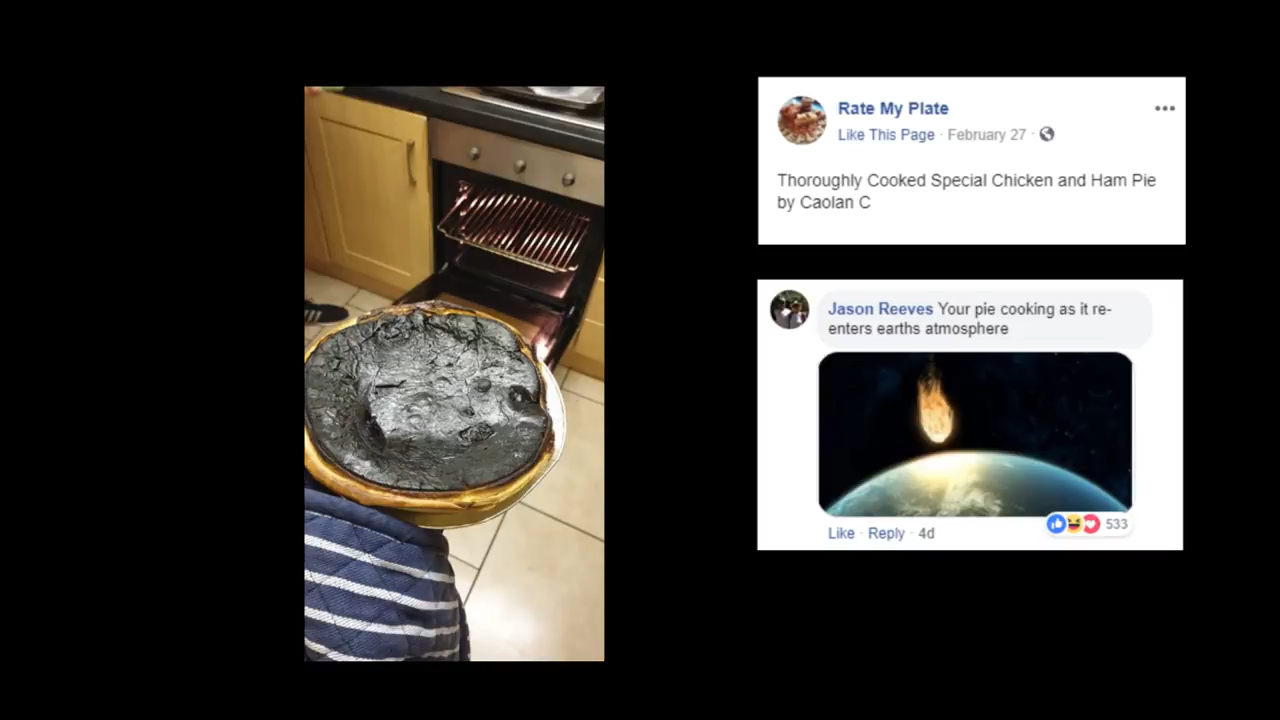 Rate My Plate
Like This Page · February 27 ·
Thoroughly Cooked Special Chicken and Ham Pie
by Caolan C
Jason Reeves Your pie cooking as it re-
enters earths atmosphere
533
Like · Reply · 4d